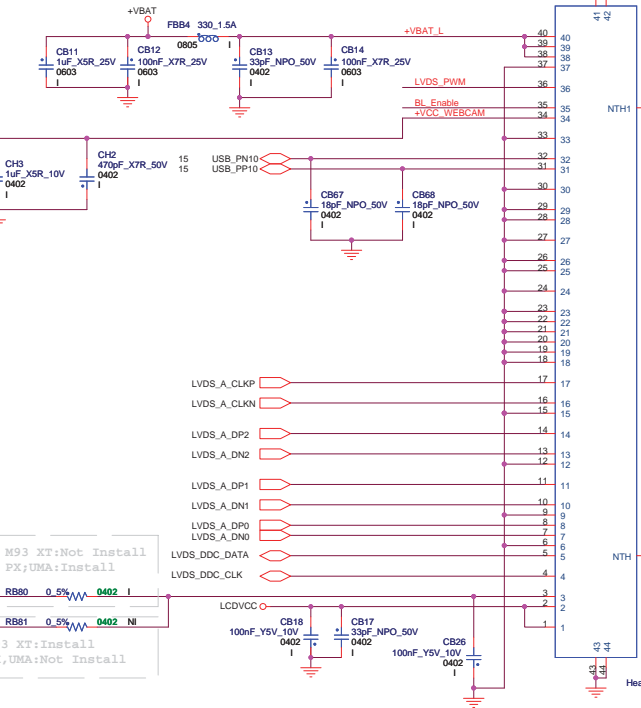 +VBAT
FBB4 330_1.5A
0805 I
CB11
1uF_X5R_25V
0603
I
CB12
100nF_X7R_25V
0603
I
CB13
33pF_NPO_50V
0402
I
CB14
100nF_X7R_25V
0603
I
+VBAT_L
LVDS_PWM
BL_Enable
+VCC_WEBCAM
CH3
1uF_X5R_10V
0402
I
CH2
470pF_X7R_50V
0402
I
15 USB_PN10
15 USB_PP10
CB67
18pF_NPO_50V
0402
I
CB68
18pF_NPO_50V
0402
I
LVDS_A_CLKP
LVDS_A_CLKN
LVDS_A_DP2
LVDS_A_DN2
LVDS_A_DP1
LVDS_A_DN1
LVDS_A_DP0
LVDS_A_DN0
LVDS_DDC_DATA
LVDS_DDC_CLK
M93 XT:Not Install
PX;UMA:Install
RB80 0_5% 0402 I
RB81 0_5% 0402 NI
3 XT:Install
,UMA:Not Install
LCDVCC
CB18
100nF_Y5V_10V
0402
I
CB17
33pF_NPO_50V
0402
I
CB26
100nF_Y5V_10V
0402
I
41 42
40 40
39 39
38 38
37 37
36 36
35 35
34 34
33 33
32 32
31 31
30 30
29 29
28 28
27 27
26 26
25 25
24 24
23 23
22 22
21 21
20 20
19 19
18 18
17 17
16 16
15 15
14 14
13 13
12 12
11 11
10 10
9 9
8 8
7 7
6 6
5 5
4 4
3 3
2 2
1 1
NTH1
NTH
43 44
43 44
Hea